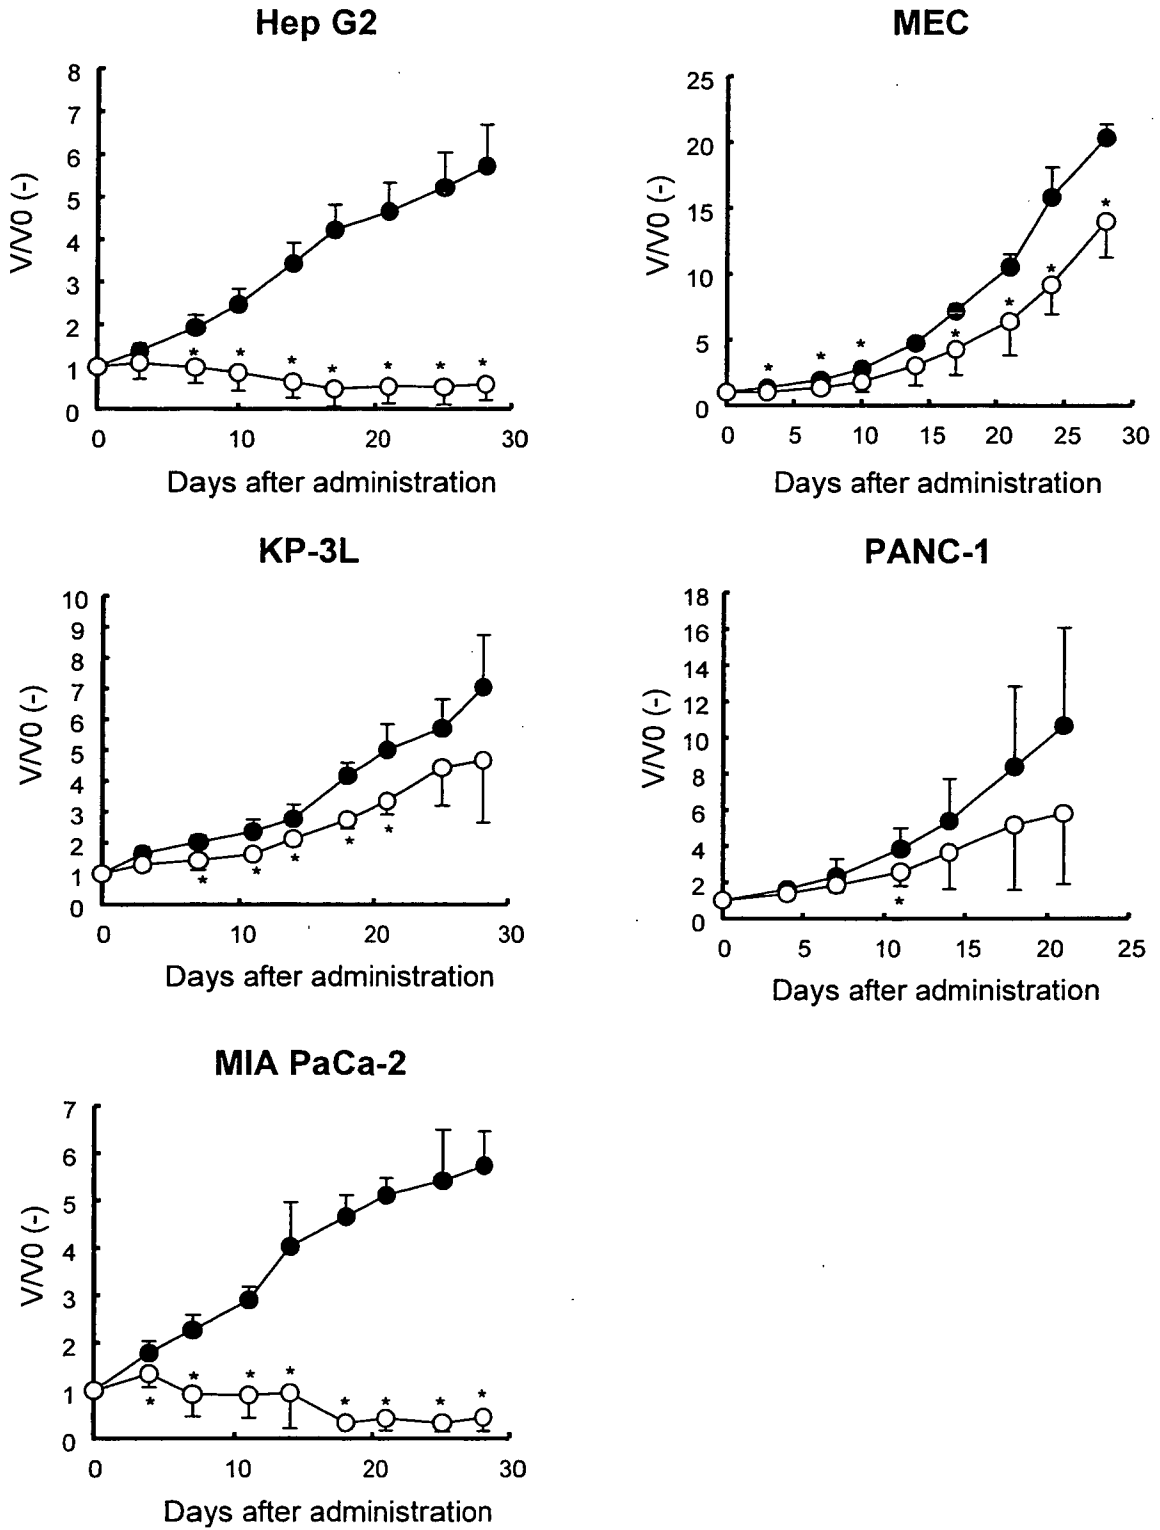 Hep G2
8
7
6
5
4
3
2
1
0
V/V0 (-)
* * * * * * *
0 10 20 30
Days after administration
MEC
25
20
15
10
5
0
V/V0 (-)
* * * * * * *
0 5 10 15 20 25 30
Days after administration
KP-3L
10
9
8
7
6
5
4
3
2
1
0
V/V0 (-)
* * * * *
0 10 20 30
Days after administration
PANC-1
18
16
14
12
10
8
6
4
2
0
V/V0 (-)
*
0 5 10 15 20 25
Days after administration
MIA PaCa-2
7
6
5
4
3
2
1
0
V/V0 (-)
* * * * * * * *
0 10 20 30
Days after administration